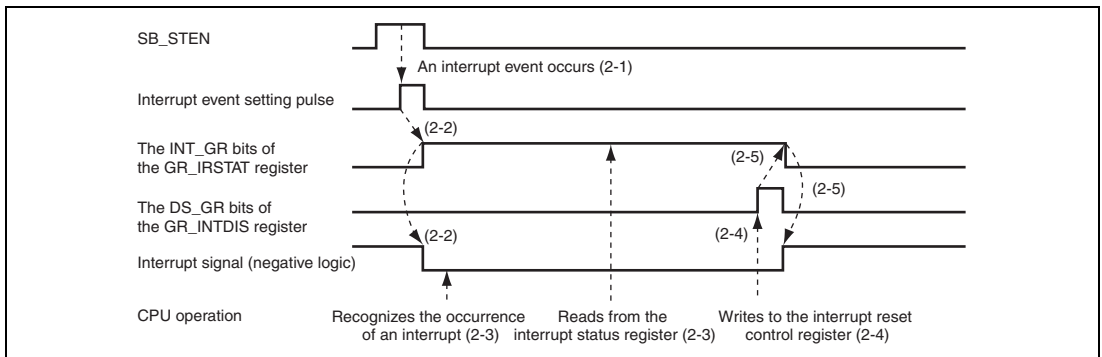 SB_STEN
An interrupt event occurs (2-1)
Interrupt event setting pulse
(2-2)
The INT_GR bits of
the GR_IRSTAT register
(2-5)
(2-5)
The DS_GR bits of
the GR_INTDIS register
(2-2)
(2-4)
Interrupt signal (negative logic)
CPU operation
Recognizes the occurrence
of an interrupt (2-3)
Reads from the
interrupt status register (2-3)
Writes to the interrupt reset
control register (2-4)